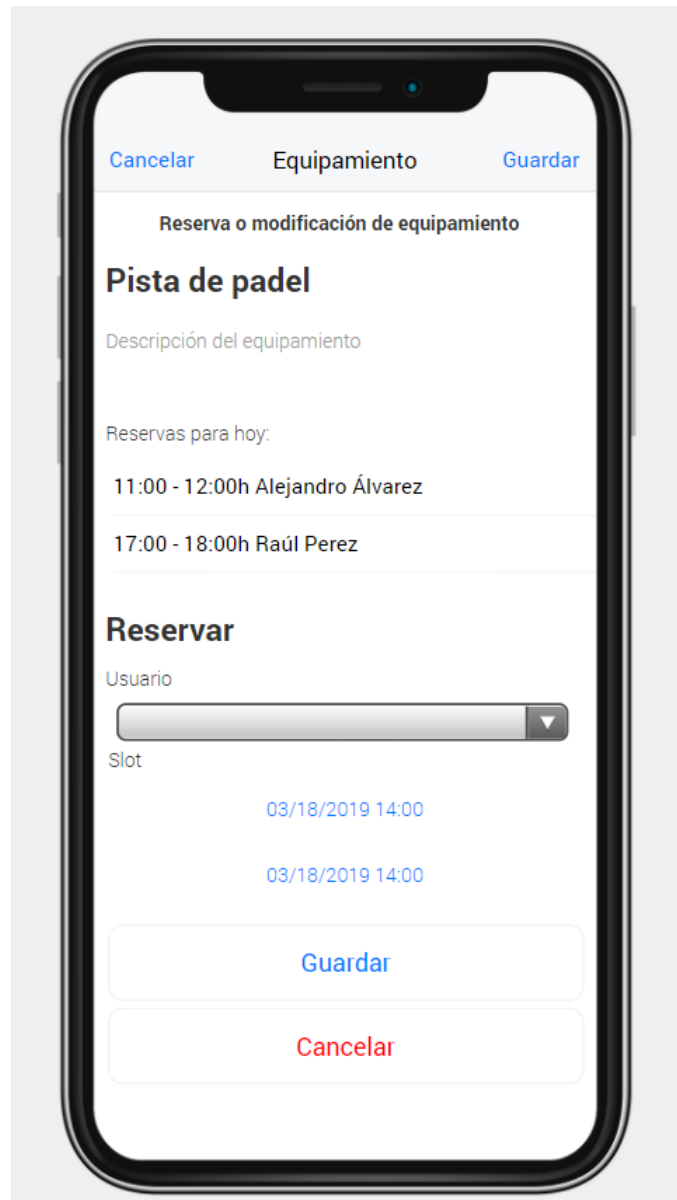 Cancelar Equipamiento Guardar
Reserva o modificación de equipamiento
Pista de padel
Descripción del equipamiento
Reservas para hoy:
11:00 - 12:00h Alejandro Álvarez
17:00 - 18:00h Raúl Perez
Reservar
Usuario
Slot
03/18/2019 14:00
03/18/2019 14:00
Guardar
Cancelar